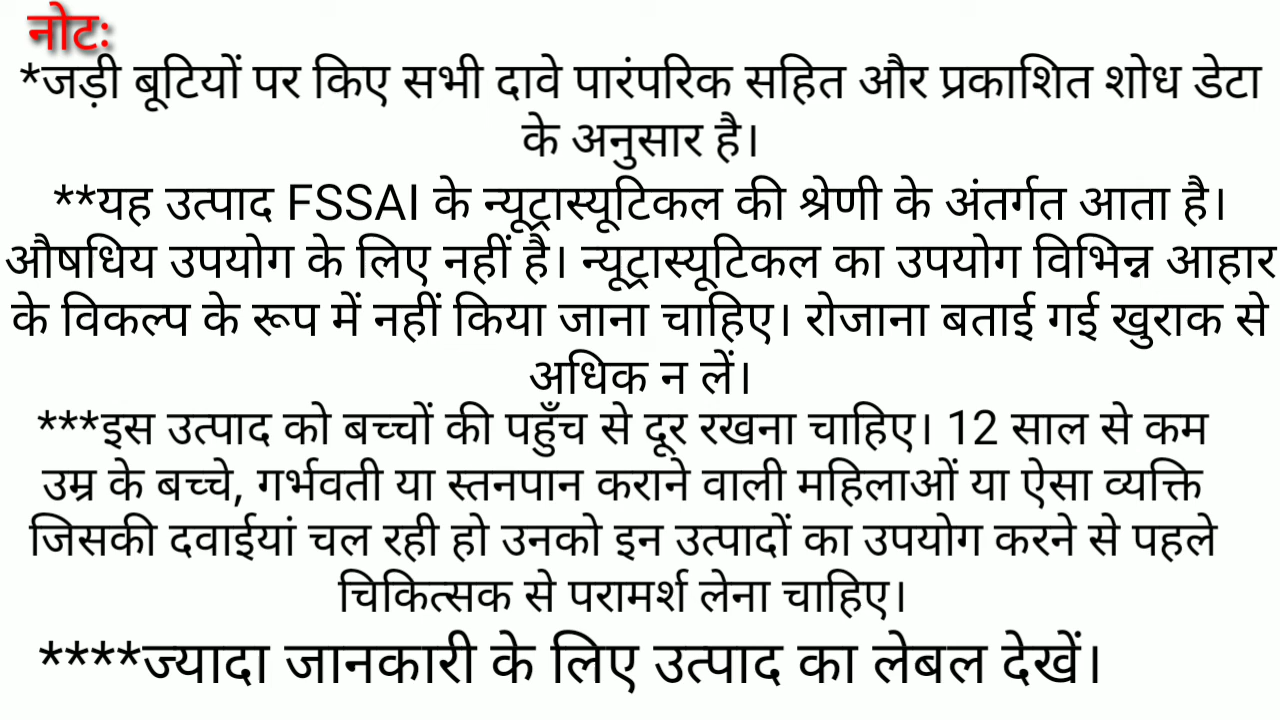 नोटः
*जड़ी बूटियों पर किए सभी दावे पारंपरिक सहित और प्रकाशित शोध डेटा
के अनुसार है।
**यह उत्पाद FSSAI के न्यूट्रास्यूटिकल की श्रेणी के अंतर्गत आता है।
औषधिय उपयोग के लिए नहीं है। न्यूट्रास्यूटिकल का उपयोग विभिन्न आहार
के विकल्प के रूप में नहीं किया जाना चाहिए। रोजाना बताई गई खुराक से
अधिक न लें।
***इस उत्पाद को बच्चों की पहुँच से दूर रखना चाहिए। 12 साल से कम
उम्र के बच्चे, गर्भवती या स्तनपान कराने वाली महिलाओं या ऐसा व्यक्ति
जिसकी दवाईयां चल रही हो उनको इन उत्पादों का उपयोग करने से पहले
चिकित्सक से परामर्श लेना चाहिए।
****ज्यादा जानकारी के लिए उत्पाद का लेबल देखें।